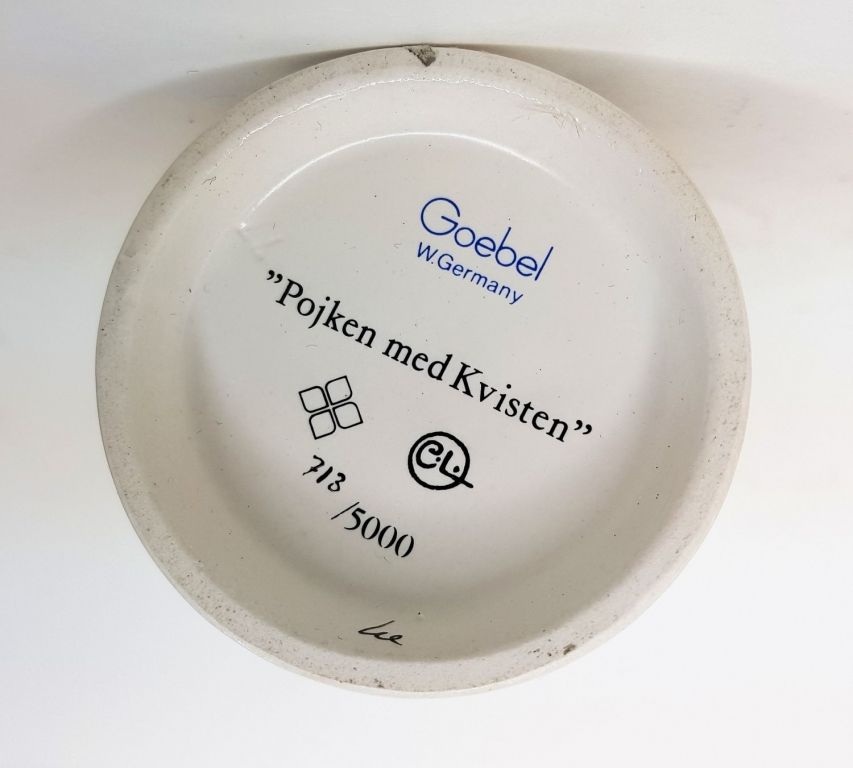 Goebel
W.Germany
”Pojken med Kvisten”
C.L.
713
/5000